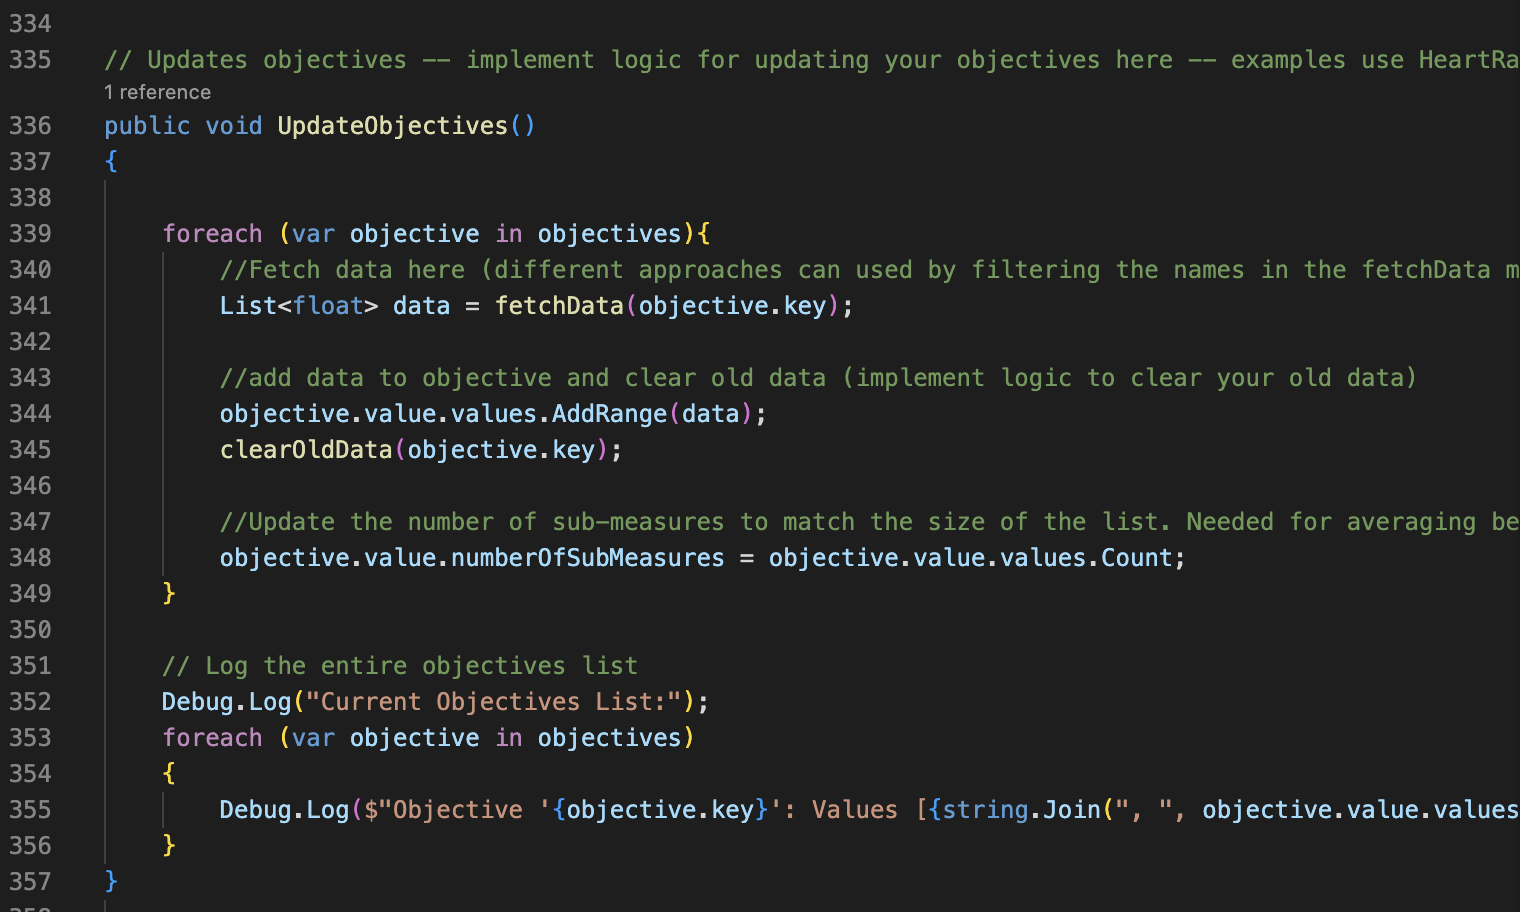 334
335 // Updates objectives -- implement logic for updating your objectives here -- examples use HeartRa
1 reference
336 public void UpdateObjectives()
337 {
338
339 foreach (var objective in objectives){
340 //Fetch data here (different approaches can used by filtering the names in the fetchData m
341 List<float> data = fetchData(objective.key);
342
343 //add data to objective and clear old data (implement logic to clear your old data)
344 objective.value.values.AddRange(data);
345 clearOldData(objective.key);
346
347 //Update the number of sub-measures to match the size of the list. Needed for averaging be
348 objective.value.numberOfSubMeasures = objective.value.values.Count;
349 }
350
351 // Log the entire objectives list
352 Debug.Log("Current Objectives List:");
353 foreach (var objective in objectives)
354 {
355 Debug.Log($"Objective '{objective.key}': Values [{string.Join(", ", objective.value.values
356 }
357 }